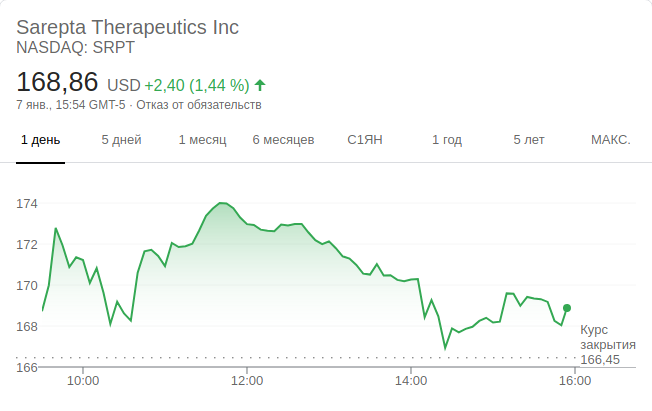 Sarepta Therapeutics Inc
NASDAQ: SRPT
168,86 USD +2,40 (1,44 %)
7 янв., 15:54 GMT-5 · Отказ от обязательств
1 день 5 дней 1 месяц 6 месяцев С1ЯН 1 год 5 лет МАКС.
174
172
170
168
166
Курс
закрытия
166,45
10:00 12:00 14:00 16:00